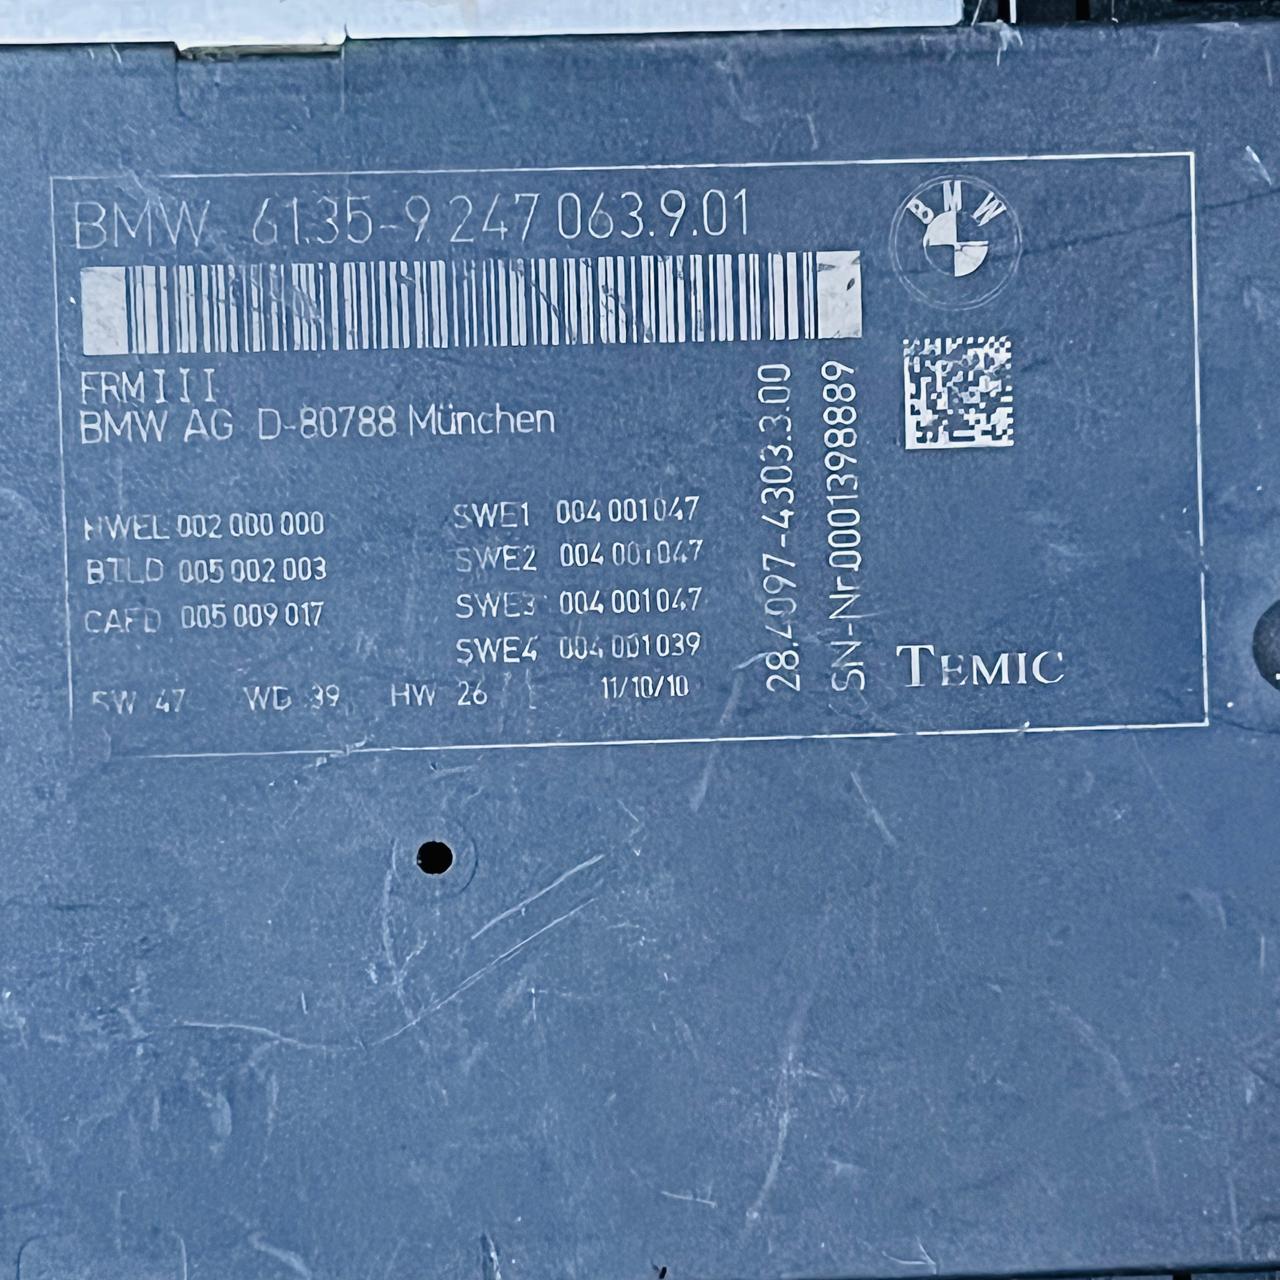 BMW 61.35-9 247 063.9.01
BMW
FRMIII
BMW AG D-80788 München
HWEL 002 000 000
BTLD 005 002 003
CAFD 005 009 017
SWE1 004 001 047
SWE2 004 001 047
SWE3 004 001 047
SWE4 004 001 039
SW 47 WD 39 HW 26 11/10/10
28.4097-4303.3.00
SN-Nr.0001398889
TEMIC